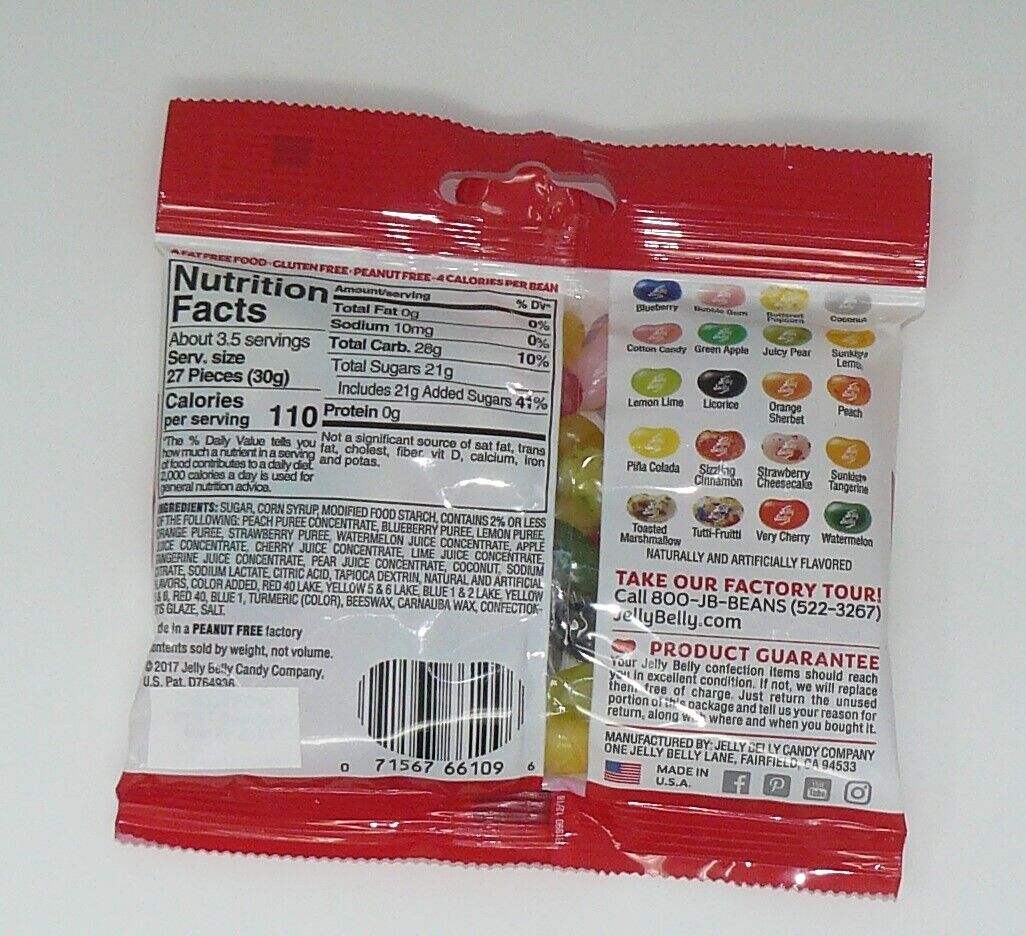 A FAT FREE FOOD • GLUTEN FREE • PEANUT FREE • 4 CALORIES PER BEAN
Nutrition Facts
About 3.5 servings
Serv. size
27 Pieces (30g)
Calories
per serving 110
*The % Daily Value tells you
how much a nutrient in a serving
of food contributes to a daily diet.
2,000 calories a day is used for
general nutrition advice.
Amount/serving % DV*
Total Fat 0g 0%
Sodium 10mg 0%
Total Carb. 28g 10%
Total Sugars 21g
Includes 21g Added Sugars 41%
Protein 0g
Not a significant source of sat fat, trans
fat, cholest, fiber, vit D, calcium, iron
and potas.
INGREDIENTS: SUGAR, CORN SYRUP, MODIFIED FOOD STARCH, CONTAINS 2% OR LESS
OF THE FOLLOWING: PEACH PUREE CONCENTRATE, BLUEBERRY PUREE, LEMON PUREE,
ORANGE PUREE, STRAWBERRY PUREE, WATERMELON JUICE CONCENTRATE, APPLE
JUICE CONCENTRATE, CHERRY JUICE CONCENTRATE, LIME JUICE CONCENTRATE,
TANGERINE JUICE CONCENTRATE, PEAR JUICE CONCENTRATE, COCONUT, SODIUM
CITRATE, SODIUM LACTATE, CITRIC ACID, TAPIOCA DEXTRIN, NATURAL AND ARTIFICIAL
FLAVORS, COLOR ADDED, RED 40 LAKE, YELLOW 5 & 6 LAKE, BLUE 1 & 2 LAKE, YELLOW
5 & 6, RED 40, BLUE 1, TURMERIC (COLOR), BEESWAX, CARNAUBA WAX, CONFECTION-
ER'S GLAZE, SALT.
de in a PEANUT FREE factory
ontents sold by weight, not volume.
© 2017 Jelly Belly Candy Company,
U.S. Pat. D764936
0 71567 66109 6
Blueberry Bubble Gum Buttered Popcorn Coconut
Cotton Candy Green Apple Juicy Pear Sunkist® Lemon
Lemon Lime Licorice Orange Sherbet Peach
Piña Colada Sizzling Cinnamon Strawberry Cheesecake Sunkist® Tangerine
Toasted Marshmallow Tutti-Fruitti Very Cherry Watermelon
NATURALLY AND ARTIFICIALLY FLAVORED
TAKE OUR FACTORY TOUR!
Call 800-JB-BEANS (522-3267)
JellyBelly.com
PRODUCT GUARANTEE
Your Jelly Belly confection items should reach
you in excellent condition. If not, we will replace
them free of charge. Just return the unused
portion of this package and tell us your reason for
return, along with where and when you bought it.
MANUFACTURED BY: JELLY BELLY CANDY COMPANY
ONE JELLY BELLY LANE, FAIRFIELD, CA 94533
MADE IN
U.S.A.